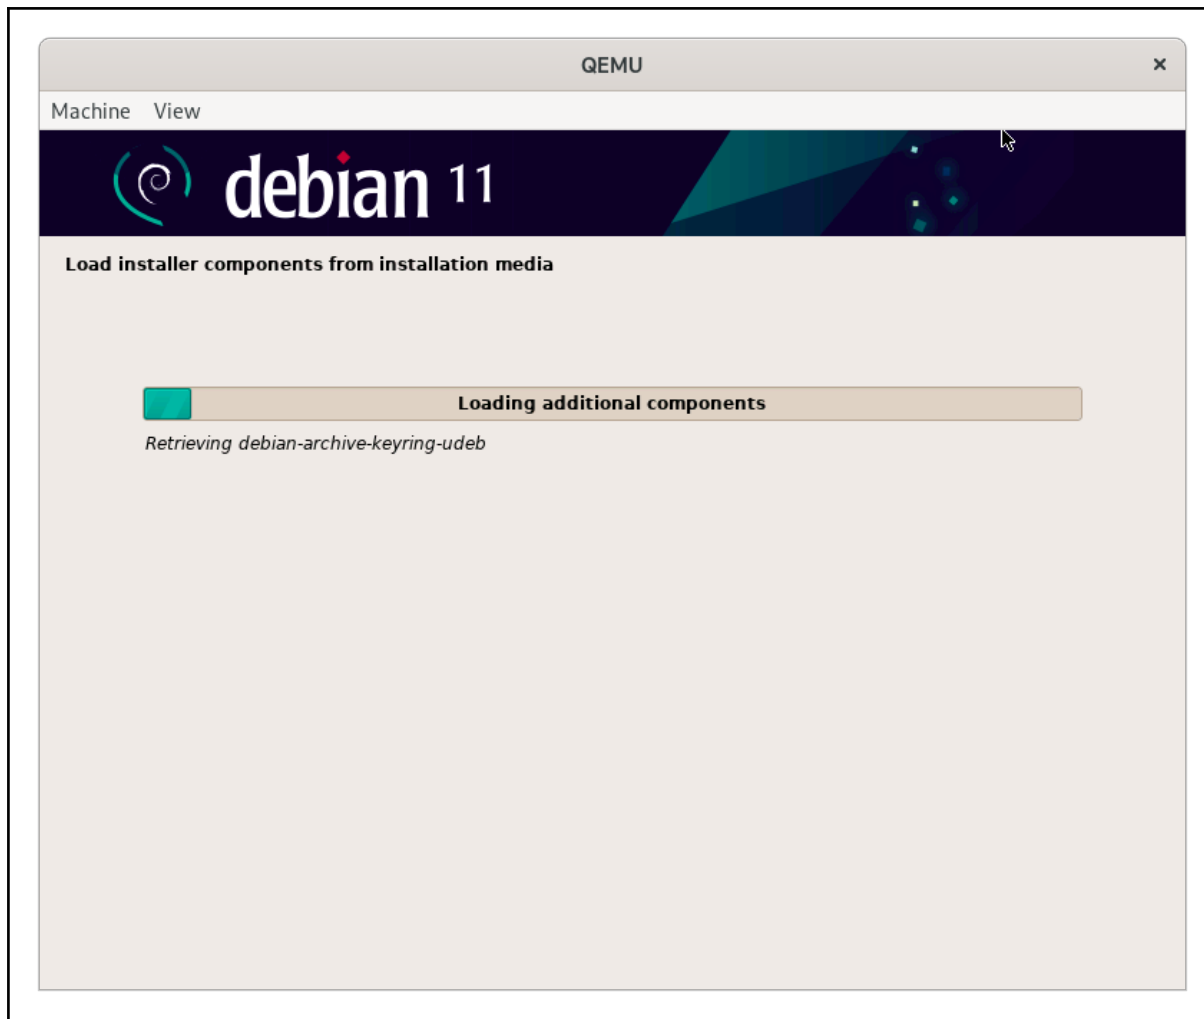 QEMU
Machine View
debian 11
Load installer components from installation media
Loading additional components
Retrieving debian-archive-keyring-udeb